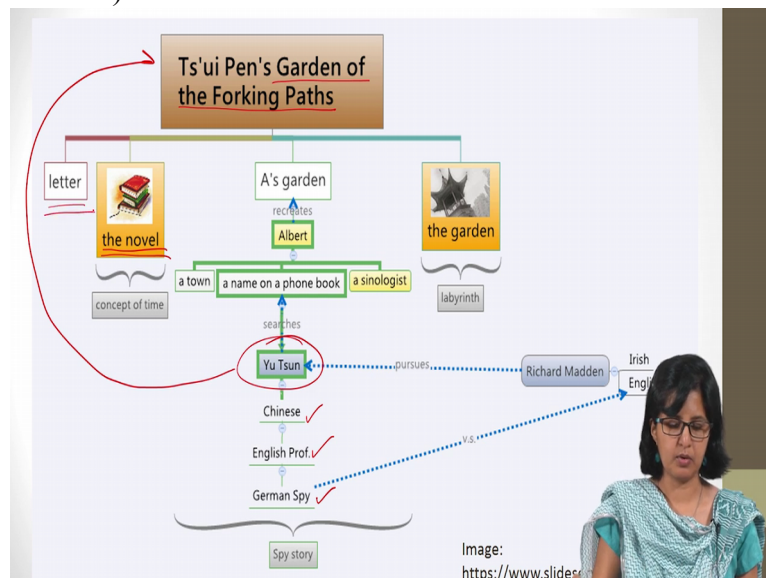 Ts'ui Pen's Garden of
the Forking Paths
letter
the novel
concept of time
A's garden
recreates
Albert
a town
a name on a phone book
a sinologist
the garden
labyrinth
searches
Yu Tsun
pursues
Richard Madden
Irish
Engli
Chinese
English Prof.
German Spy
v.s.
Spy story
Image:
https://www.slides